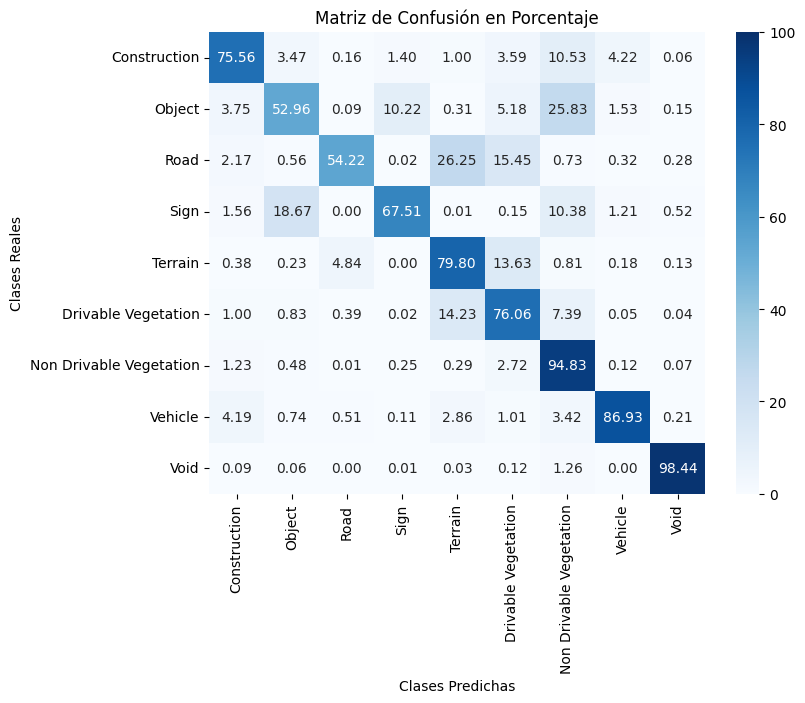 Matriz de Confusión en Porcentaje
Clases Reales
Construction 75.56 3.47 0.16 1.40 1.00 3.59 10.53 4.22 0.06
Object 3.75 52.96 0.09 10.22 0.31 5.18 25.83 1.53 0.15
Road 2.17 0.56 54.22 0.02 26.25 15.45 0.73 0.32 0.28
Sign 1.56 18.67 0.00 67.51 0.01 0.15 10.38 1.21 0.52
Terrain 0.38 0.23 4.84 0.00 79.80 13.63 0.81 0.18 0.13
Drivable Vegetation 1.00 0.83 0.39 0.02 14.23 76.06 7.39 0.05 0.04
Non Drivable Vegetation 1.23 0.48 0.01 0.25 0.29 2.72 94.83 0.12 0.07
Vehicle 4.19 0.74 0.51 0.11 2.86 1.01 3.42 86.93 0.21
Void 0.09 0.06 0.00 0.01 0.03 0.12 1.26 0.00 98.44
Construction
Object
Road
Sign
Terrain
Drivable Vegetation
Non Drivable Vegetation
Vehicle
Void
Clases Predichas
100
80
60
40
20
0